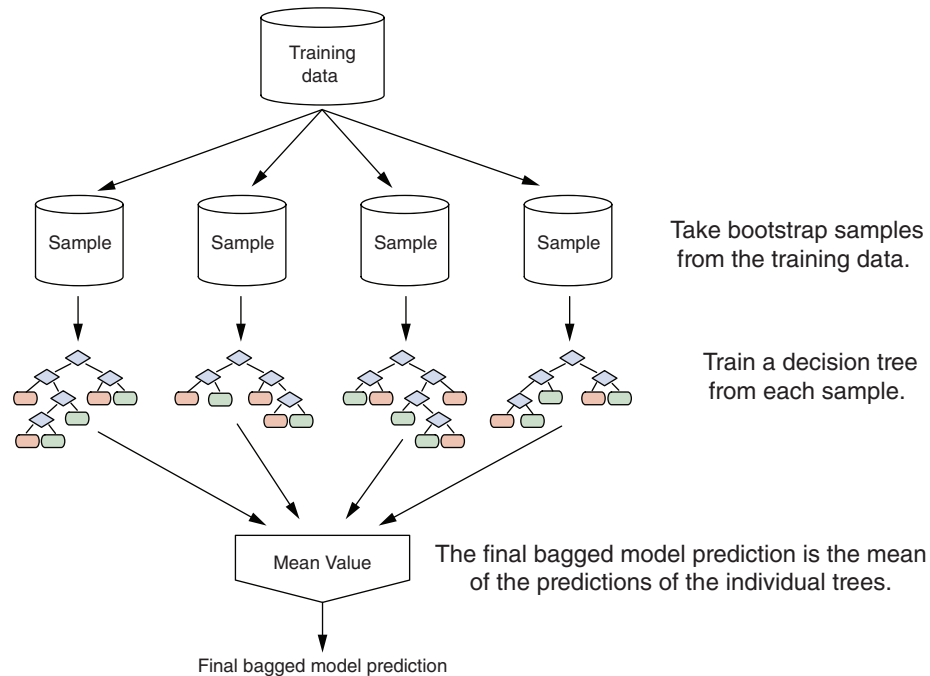 Training
data
Sample
Sample
Sample
Sample
Take bootstrap samples
from the training data.
Train a decision tree
from each sample.
Mean Value
The final bagged model prediction is the mean
of the predictions of the individual trees.
Final bagged model prediction